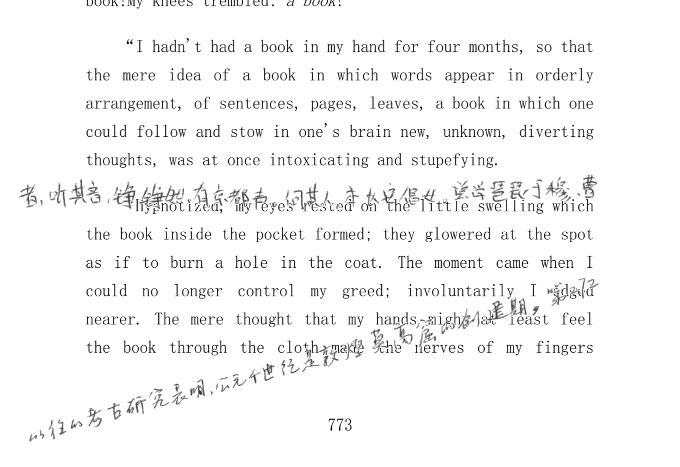 book!My knees trembled. a book!
“I hadn't had a book in my hand for four months, so that
the mere idea of a book in which words appear in orderly
arrangement, of sentences, pages, leaves, a book in which one
could follow and stow in one's brain new, unknown, diverting
thoughts, was at once intoxicating and stupefying.
者,听其音,铮铮然,有京都声。问其人,本长安倡女,尝学琵琶于穆、曹
“Hypnotized, my eyes rested on the little swelling which
the book inside the pocket formed; they glowered at the spot
as if to burn a hole in the coat. The moment came when I
could no longer control my greed; involuntarily I edged
nearer. The mere thought that my hands might at least feel
the book through the cloth made the nerves of my fingers
以往的考古研究表明,公元个世纪是敦煌莫高窟的创建期,
773